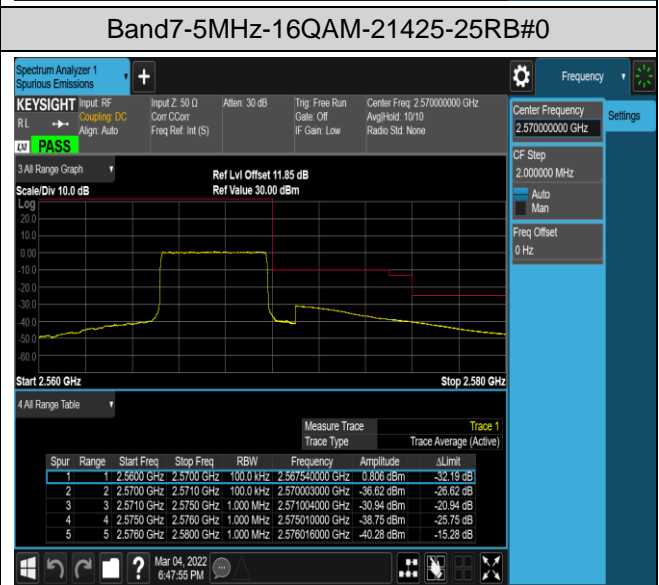 Band7-5MHz-16QAM-21425-25RB#0
Spectrum Analyzer 1
Spurious Emissions
Frequency
KEYSIGHT Input: RF Input Z: 50 Ω Atten: 30 dB Trig: Free Run Center Freq: 2.570000000 GHz
RL Coupling: DC Corr CCorr Gate: Off Avg|Hold: 10/10
Align: Auto Freq Ref: Int (S) IF Gain: Low Radio Std: None
PASS
Center Frequency
2.570000000 GHz
Settings
CF Step
2.000000 MHz
Auto
Man
Freq Offset
0 Hz
3 All Range Graph
Ref Lvl Offset 11.85 dB
Scale/Div 10.0 dB Ref Value 30.00 dBm
Log
20.0
10.0
0.00
-10.0
-20.0
-30.0
-40.0
-50.0
-60.0
Start 2.560 GHz Stop 2.580 GHz
4 All Range Table
Measure Trace Trace 1
Trace Type Trace Average (Active)
Spur Range Start Freq Stop Freq RBW Frequency Amplitude ΔLimit
1 1 2.5600 GHz 2.5700 GHz 100.0 kHz 2.567540000 GHz 0.806 dBm -32.19 dB
2 2 2.5700 GHz 2.5710 GHz 100.0 kHz 2.570003000 GHz -36.62 dBm -26.62 dB
3 3 2.5710 GHz 2.5750 GHz 1.000 MHz 2.571004000 GHz -30.94 dBm -20.94 dB
4 4 2.5750 GHz 2.5760 GHz 1.000 MHz 2.575010000 GHz -38.75 dBm -25.75 dB
5 5 2.5760 GHz 2.5800 GHz 1.000 MHz 2.576016000 GHz -40.28 dBm -15.28 dB
Mar 04, 2022
6:47:55 PM